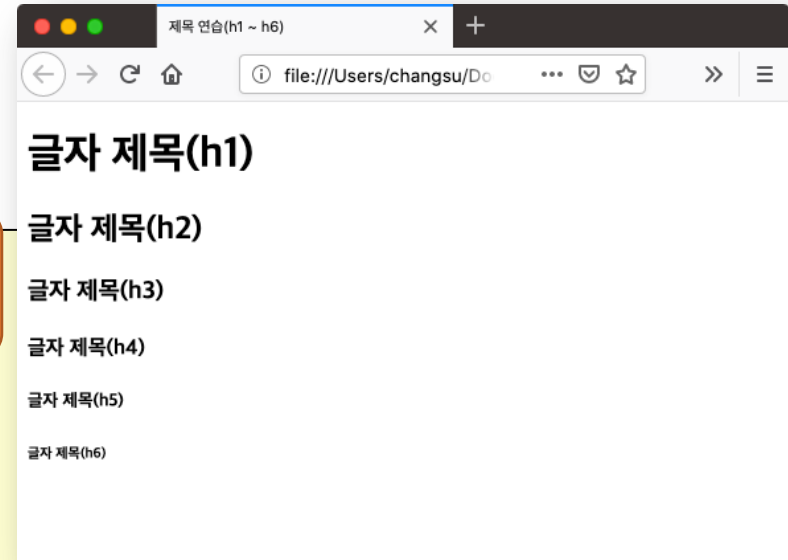 제목 연습(h1 ~ h6)
file:///Users/changsu/Do
글자 제목(h1)
글자 제목(h2)
글자 제목(h3)
글자 제목(h4)
글자 제목(h5)
글자 제목(h6)